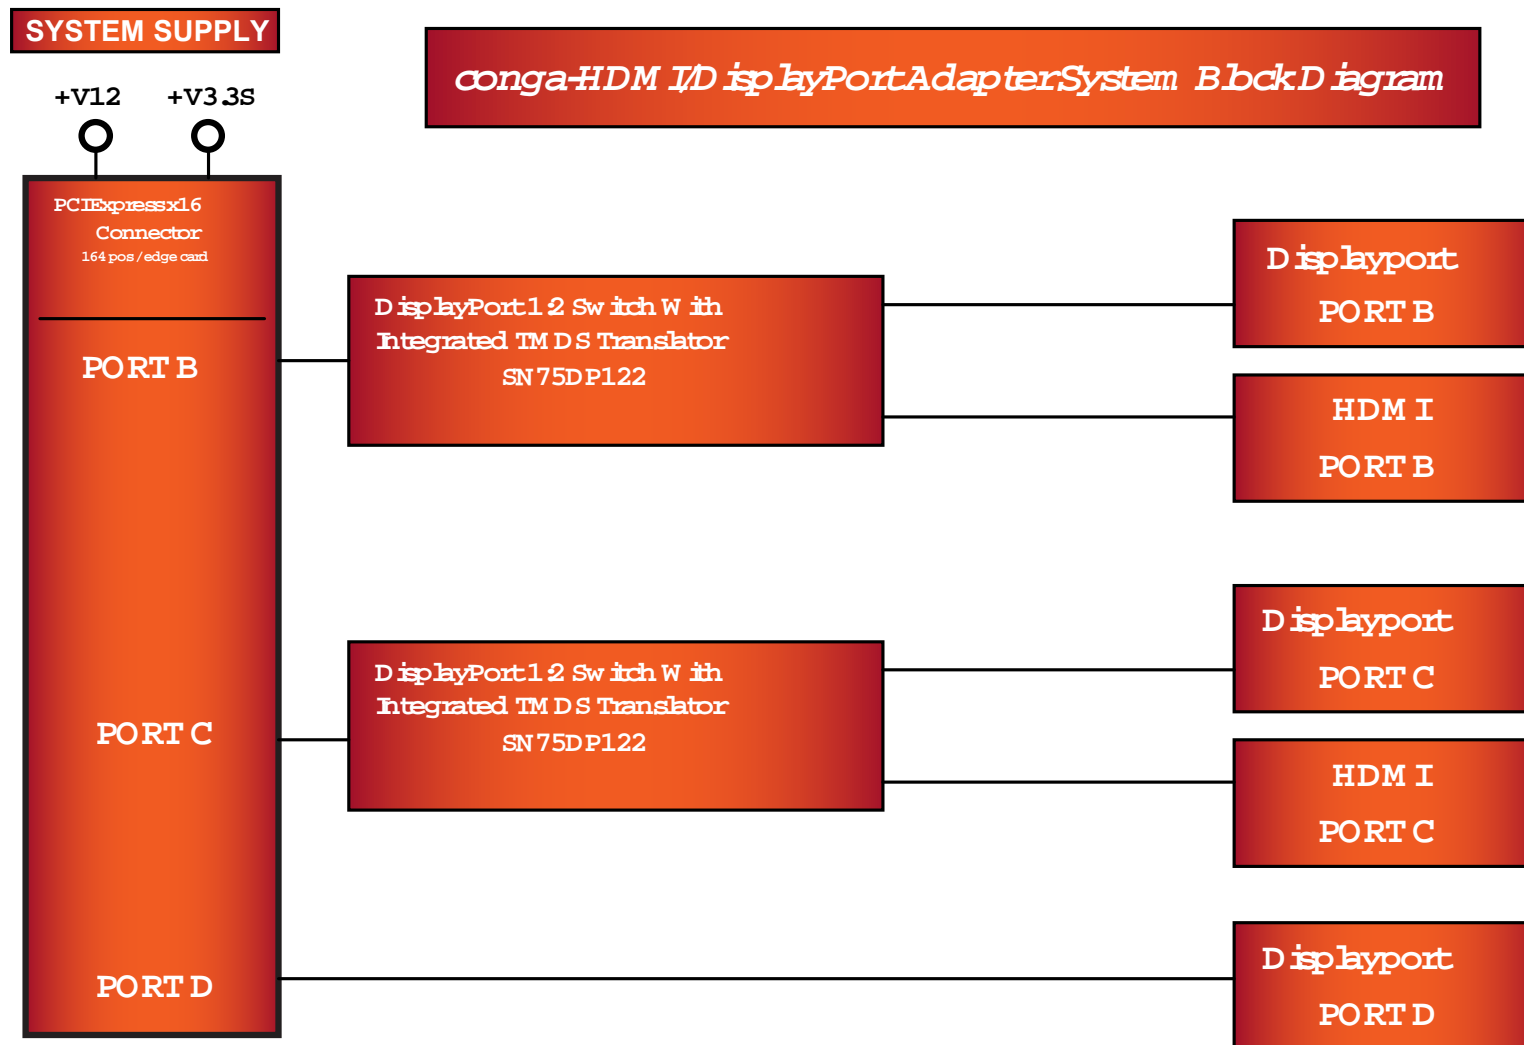 SYSTEM SUPPLY
conga-HDMI/DisplayPort Adapter System Block Diagram
+V12 +V3.3S
PCI Express x16
Connector
164 pos / edge card
PORT B
DisplayPort 1:2 Switch With
Integrated TMDS Translator
SN75DP122
Displayport
PORT B
HDMI
PORT B
PORT C
DisplayPort 1:2 Switch With
Integrated TMDS Translator
SN75DP122
Displayport
PORT C
HDMI
PORT C
PORT D
Displayport
PORT D